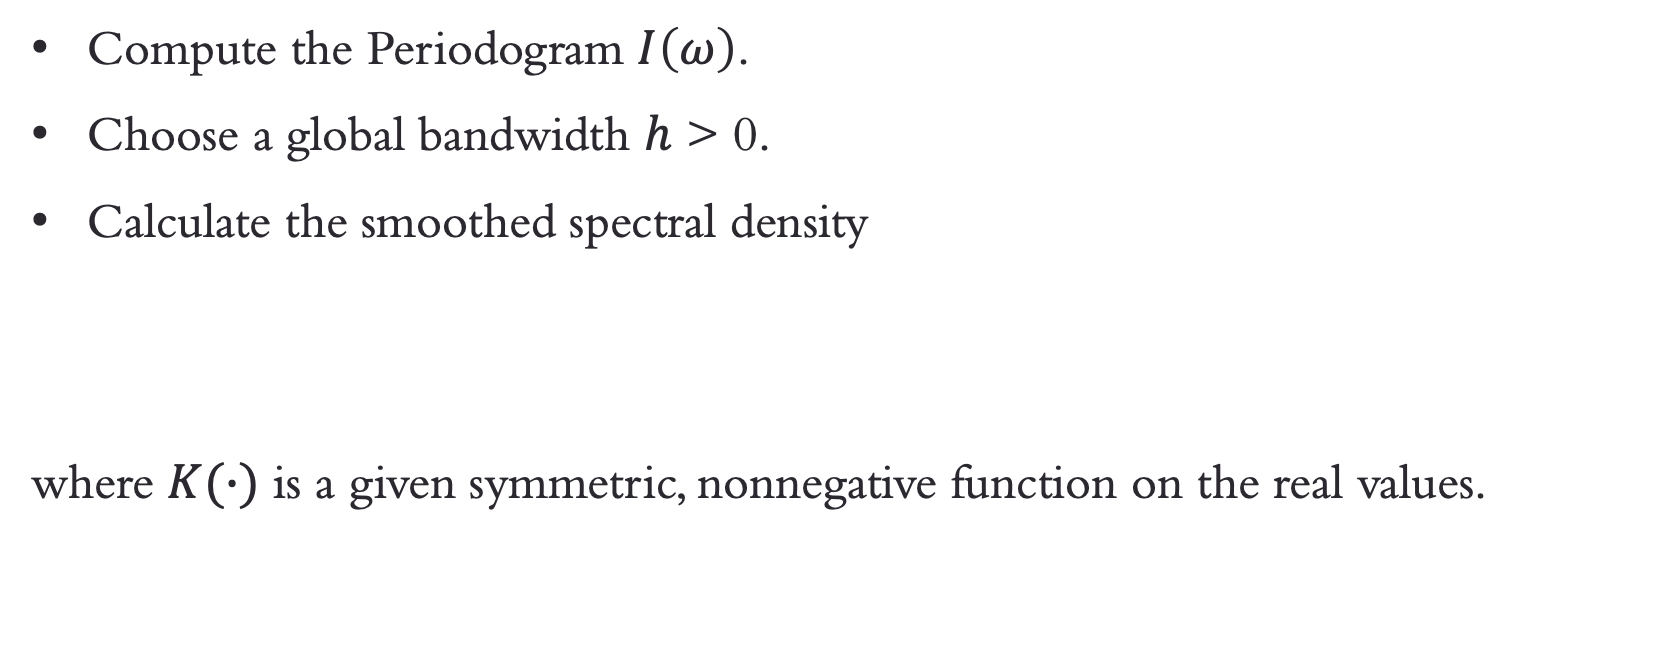 • Compute the Periodogram I(ω).
• Choose a global bandwidth h > 0.
• Calculate the smoothed spectral density
where K(·) is a given symmetric, nonnegative function on the real values.